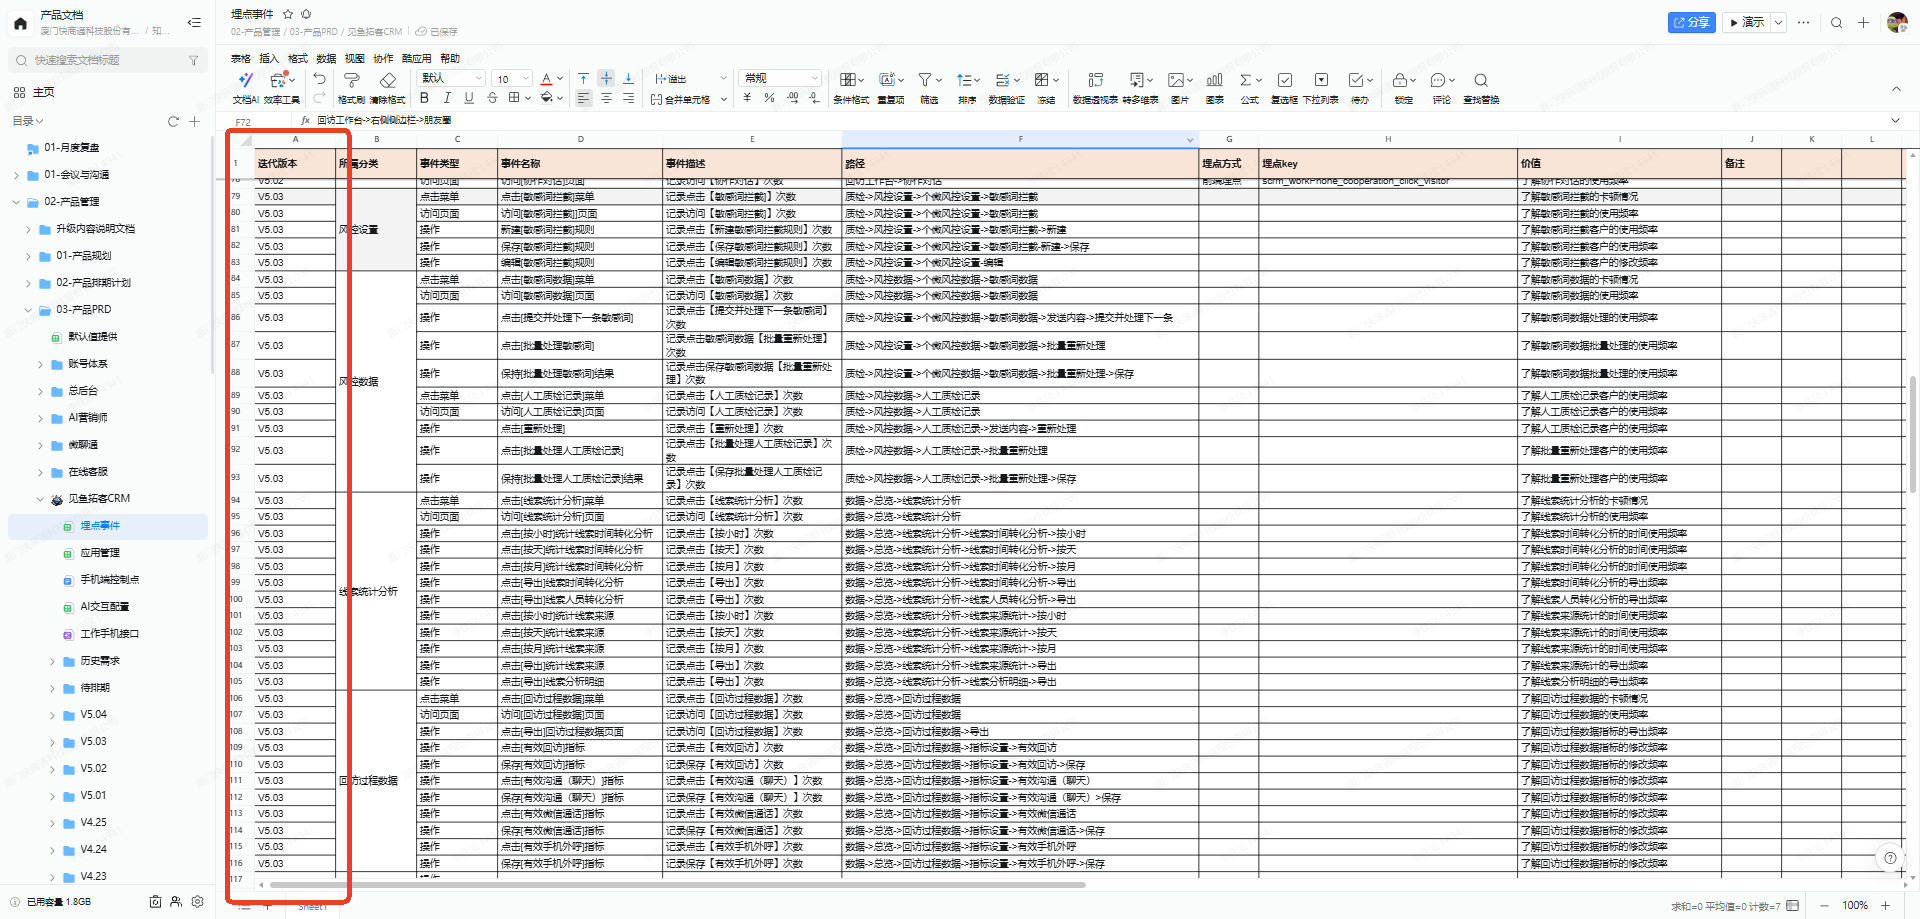 产品文档
厦门快商通科技股份有... / 知...
快速搜索文档标题
主页
目录
01-月度复盘
01-会议与沟通
02-产品管理
升级内容说明文档
01-产品规划
02-产品排期计划
03-产品PRD
默认值提供
账号体系
总后台
AI营销师
微聊通
在线客服
见鱼拓客CRM
埋点事件
应用管理
手机端控制点
AI交互配置
工作手机接口
历史需求
待排期
V5.04
V5.03
V5.02
V5.01
V4.25
V4.24
V4.23
已用容量 1.8GB
埋点事件
02-产品管理 / 03-产品PRD / 见鱼拓客CRM 已保存
分享 演示
表格 插入 格式 数据 视图 协作 酷应用 帮助
文档AI 效率工具 格式刷 清除格式 默认 10 溢出 合并单元格 常规 条件格式 重复项 筛选 排序 数据验证 冻结 数据透视表 转多维表 图片 图表 公式 复选框 下拉列表 待办 锁定 评论 查找替换
F72 fx 回访工作台->右侧侧边栏->朋友圈
A B C D E F G H I J K L
1 迭代版本 所属分类 事件类型 事件名称 事件描述 路径 埋点方式 埋点key 价值 备注
78 V5.02 访问页面 访问[协作对话]页面 记录访问【协作对话】次数 回访工作台->协作对话 前端埋点 scrm_workPhone_cooperation_click_visitor 了解协作对话的使用频率
79 V5.03 点击菜单 点击[敏感词拦截]菜单 记录点击【敏感词拦截】次数 质检->风控设置->个微风控设置->敏感词拦截 了解敏感词拦截的卡顿情况
80 V5.03 访问页面 访问[敏感词拦截]]页面 记录访问【敏感词拦截】次数 质检->风控设置->个微风控设置->敏感词拦截 了解敏感词拦截的使用频率
81 V5.03 风控设置 操作 新建[敏感词拦截]规则 记录点击【新建敏感词拦截规则】次数 质检->风控设置->个微风控设置->敏感词拦截->新建 了解敏感词拦截客户的使用频率
82 V5.03 操作 保存[敏感词拦截]规则 记录点击【保存敏感词拦截规则】次数 质检->风控设置->个微风控设置->敏感词拦截-新建->保存 了解敏感词拦截客户的使用频率
83 V5.03 操作 编辑[敏感词拦截]规则 记录点击【编辑敏感词拦截规则】次数 质检->风控设置->个微风控设置-编辑 了解敏感词拦截客户的修改频率
84 V5.03 点击菜单 点击[敏感词数据]菜单 记录点击【敏感词数据】次数 质检->风控数据->个微风控数据->敏感词数据 了解敏感词数据的卡顿情况
85 V5.03 访问页面 访问[敏感词数据]页面 记录访问【敏感词数据】次数 质检->风控数据->个微风控数据->敏感词数据 了解敏感词数据的使用频率
86 V5.03 操作 点击[提交并处理下一条敏感词] 记录点击【提交并处理下一条敏感词】次数 质检->风控设置->个微风控数据->敏感词数据->发送内容->提交并处理下一条 了解敏感词数据处理的使用频率
87 V5.03 操作 点击[批量处理敏感词] 记录点击敏感词数据【批量重新处理】次数 质检->风控设置->个微风控数据->敏感词数据->批量重新处理 了解敏感词数据批量处理的使用频率
88 V5.03 风控数据 操作 保持[批量处理敏感词]结果 记录点击保存敏感词数据【批量重新处理】次数 质检->风控设置->个微风控数据->敏感词数据->批量重新处理->保存 了解敏感词数据批量处理的使用频率
89 V5.03 点击菜单 点击[人工质检记录]菜单 记录点击【人工质检记录】次数 质检->风控数据->人工质检记录 了解人工质检记录客户的使用频率
90 V5.03 访问页面 访问[人工质检记录]页面 记录访问【人工质检记录】次数 质检->风控数据->人工质检记录 了解人工质检记录客户的使用频率
91 V5.03 操作 点击[重新处理] 记录点击【重新处理】次数 质检->风控数据->人工质检记录->发送内容->重新处理 了解人工质检记录客户的使用频率
92 V5.03 操作 点击[批量处理人工质检记录] 记录点击【批量处理人工质检记录】次数 质检->风控数据->人工质检记录->批量重新处理 了解批量重新处理客户的使用频率
93 V5.03 操作 保持[批量处理人工质检记录]结果 记录点击【保存批量处理人工质检记录】次数 质检->风控数据->人工质检记录->批量重新处理->保存 了解批量重新处理客户的使用频率
94 V5.03 点击菜单 点击[线索统计分析]菜单 记录点击【线索统计分析】次数 数据->总览->线索统计分析 了解线索统计分析的卡顿情况
95 V5.03 访问页面 访问[线索统计分析]页面 记录访问【线索统计分析】次数 数据->总览->线索统计分析 了解线索统计分析的使用频率
96 V5.03 操作 点击[按小时]统计线索时间转化分析 记录点击【按小时】次数 数据->总览->线索统计分析->线索时间转化分析->按小时 了解线索时间转化分析的时间使用频率
97 V5.03 操作 点击[按天]统计线索时间转化分析 记录点击【按天】次数 数据->总览->线索统计分析->线索时间转化分析->按天 了解线索时间转化分析的时间使用频率
98 V5.03 操作 点击[按月]统计线索时间转化分析 记录点击【按月】次数 数据->总览->线索统计分析->线索时间转化分析->按月 了解线索时间转化分析的时间使用频率
99 V5.03 线索统计分析 操作 点击[导出]线索时间转化分析 记录点击【导出】次数 数据->总览->线索统计分析->线索时间转化分析->导出 了解线索时间转化分析的导出频率
100 V5.03 操作 点击[导出]线索人员转化分析 记录点击【导出】次数 数据->总览->线索统计分析->线索人员转化分析->导出 了解线索人员转化分析的导出频率
101 V5.03 操作 点击[按小时]统计线索来源 记录点击【按小时】次数 数据->总览->线索统计分析->线索来源统计->按小时 了解线索来源统计的时间使用频率
102 V5.03 操作 点击[按天]统计线索来源 记录点击【按天】次数 数据->总览->线索统计分析->线索来源统计->按天 了解线索来源统计的时间使用频率
103 V5.03 操作 点击[按月]统计线索来源 记录点击【按月】次数 数据->总览->线索统计分析->线索来源统计->按月 了解线索来源统计的时间使用频率
104 V5.03 操作 点击[导出]统计线索来源 记录点击【导出】次数 数据->总览->线索统计分析->线索来源统计->导出 了解线索来源统计的导出频率
105 V5.03 操作 点击[导出]线索分析明细 记录点击【导出】次数 数据->总览->线索统计分析->线索分析明细->导出 了解线索分析明细的导出频率
106 V5.03 点击菜单 点击[回访过程数据]菜单 记录点击【回访过程数据】次数 数据->总览->回访过程数据 了解回访过程数据的卡顿情况
107 V5.03 访问页面 访问[回访过程数据]页面 记录访问【回访过程数据】次数 数据->总览->回访过程数据 了解回访过程数据的使用频率
108 V5.03 操作 点击[导出]回访过程数据页面 记录访问【回访过程数据】次数 数据->总览->回访过程数据->导出 了解回访过程数据指标的导出频率
109 V5.03 操作 点击[有效回访]指标 记录点击【有效回访】次数 数据->总览->回访过程数据->指标设置->有效回访 了解回访过程数据指标的修改频率
110 V5.03 操作 保存[有效回访]指标 记录保存【有效回访】次数 数据->总览->回访过程数据->指标设置->有效回访->保存 了解回访过程数据指标的修改频率
111 V5.03 回访过程数据 操作 点击[有效沟通（聊天）]指标 记录点击【有效沟通（聊天）】次数 数据->总览->回访过程数据->指标设置->有效沟通（聊天） 了解回访过程数据指标的修改频率
112 V5.03 操作 保存[有效沟通（聊天）]指标 记录保存【有效沟通（聊天）】次数 数据->总览->回访过程数据->指标设置->有效沟通（聊天）>保存 了解回访过程数据指标的修改频率
113 V5.03 操作 点击[有效微信通话]指标 记录点击【有效微信通话】次数 数据->总览->回访过程数据->指标设置->有效微信通话 了解回访过程数据指标的修改频率
114 V5.03 操作 保存[有效微信通话]指标 记录保存【有效微信通话】次数 数据->总览->回访过程数据->指标设置->有效微信通话->保存 了解回访过程数据指标的修改频率
115 V5.03 操作 点击[有效手机外呼]指标 记录点击【有效手机外呼】次数 数据->总览->回访过程数据->指标设置->有效手机外呼 了解回访过程数据指标的修改频率
116 V5.03 操作 保存[有效手机外呼]指标 记录保存【有效手机外呼】次数 数据->总览->回访过程数据->指标设置->有效手机外呼->保存 了解回访过程数据指标的修改频率
117
Sheet1
求和=0 平均值=0 计数=7 100%